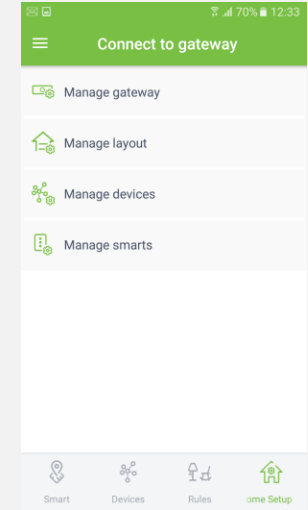 70% 12:33
Connect to gateway
Manage gateway
Manage layout
Manage devices
Manage smarts
Smart Devices Rules ome Setup